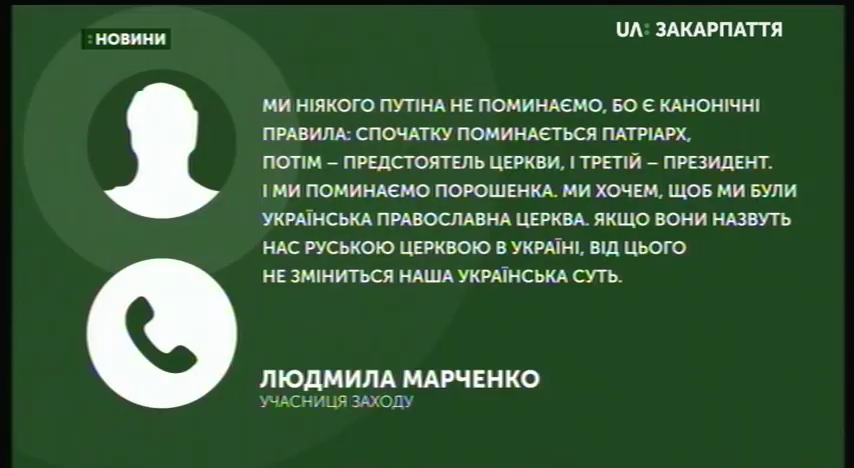 :НОВИНИ
UA: ЗАКАРПАТТЯ
МИ НІЯКОГО ПУТІНА НЕ ПОМИНАЄМО, БО Є КАНОНІЧНІ
ПРАВИЛА: СПОЧАТКУ ПОМИНАЄТЬСЯ ПАТРІАРХ,
ПОТІМ – ПРЕДСТОЯТЕЛЬ ЦЕРКВИ, І ТРЕТІЙ – ПРЕЗИДЕНТ.
І МИ ПОМИНАЄМО ПОРОШЕНКА. МИ ХОЧЕМ, ЩОБ МИ БУЛИ
УКРАЇНСЬКА ПРАВОСЛАВНА ЦЕРКВА. ЯКЩО ВОНИ НАЗВУТЬ
НАС РУСЬКОЮ ЦЕРКВОЮ В УКРАЇНІ, ВІД ЦЬОГО
НЕ ЗМІНИТЬСЯ НАША УКРАЇНСЬКА СУТЬ.
ЛЮДМИЛА МАРЧЕНКО
УЧАСНИЦЯ ЗАХОДУ